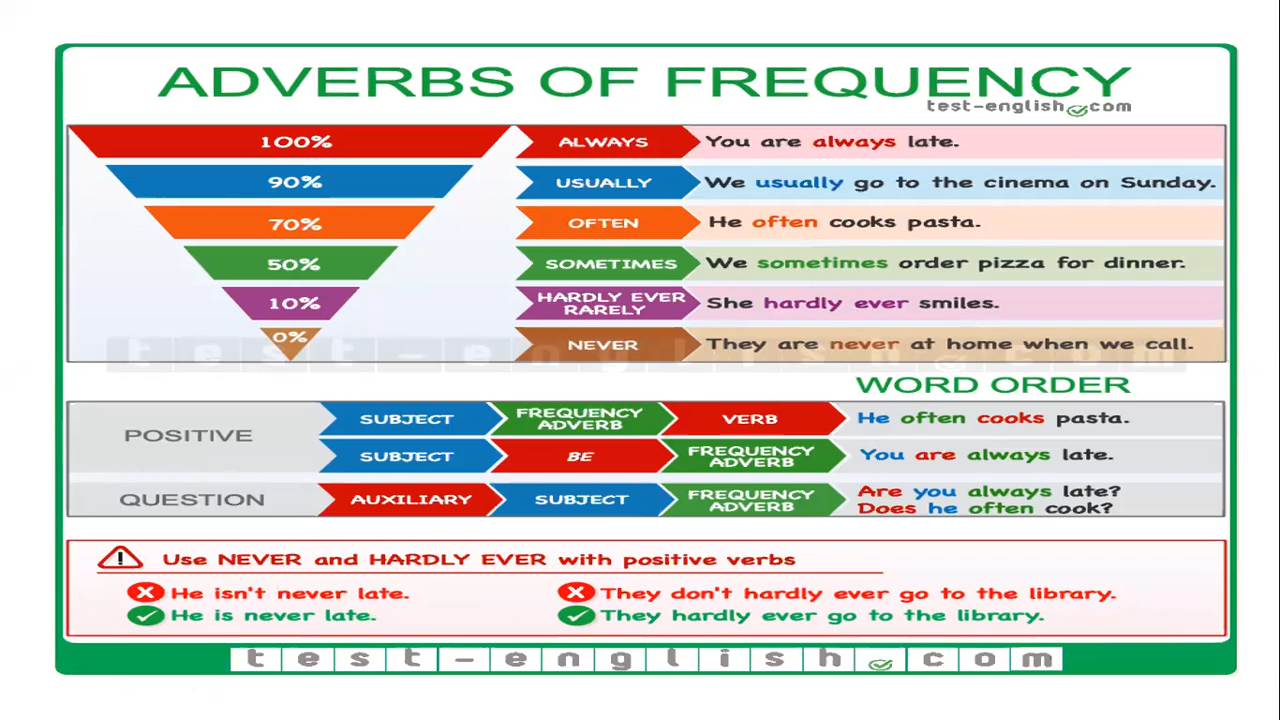 ADVERBS OF FREQUENCY
test-english.com
100% ALWAYS You are always late.
90% USUALLY We usually go to the cinema on Sunday.
70% OFTEN He often cooks pasta.
50% SOMETIMES We sometimes order pizza for dinner.
10% HARDLY EVER RARELY She hardly ever smiles.
0% NEVER They are never at home when we call.
test-english.com
WORD ORDER
POSITIVE
SUBJECT FREQUENCY ADVERB VERB He often cooks pasta.
SUBJECT BE FREQUENCY ADVERB You are always late.
QUESTION AUXILIARY SUBJECT FREQUENCY ADVERB Are you always late?
Does he often cook?
Use NEVER and HARDLY EVER with positive verbs
He isn't never late. They don't hardly ever go to the library.
He is never late. They hardly ever go to the library.
test-english.com